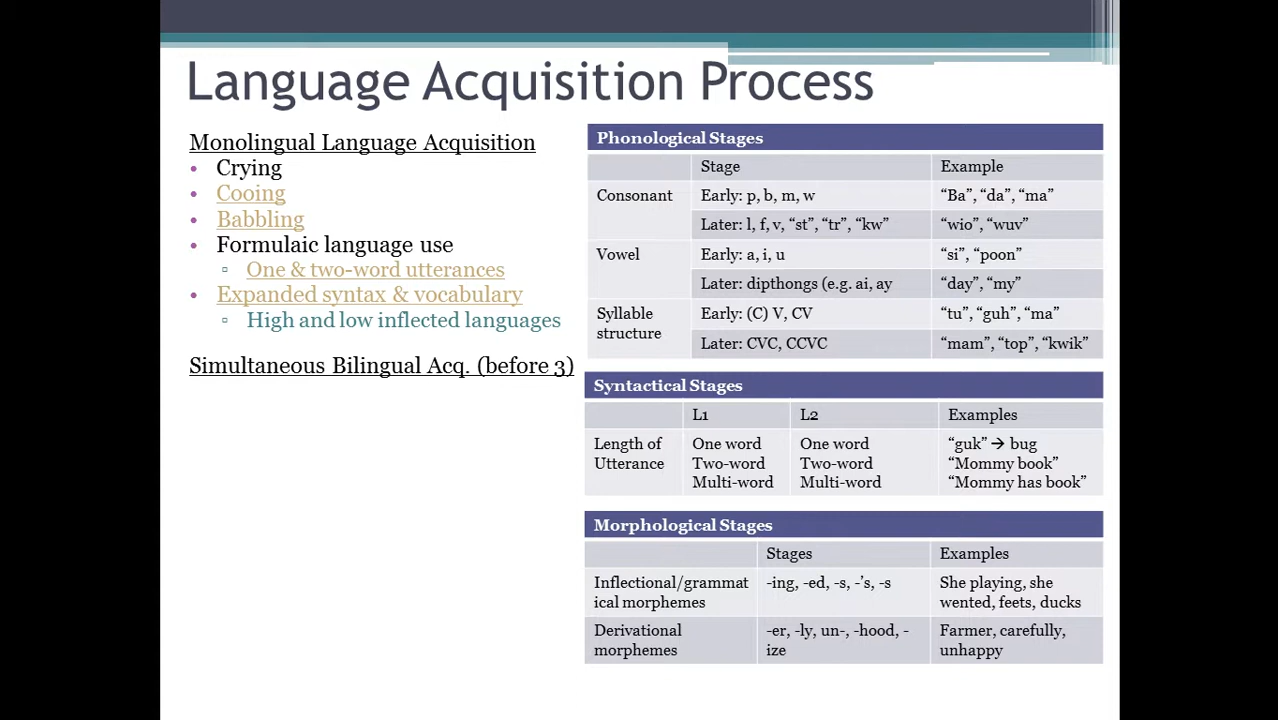 Language Acquisition Process
Monolingual Language Acquisition
• Crying
• Cooing
• Babbling
• Formulaic language use
▫ One & two-word utterances
• Expanded syntax & vocabulary
▫ High and low inflected languages
Simultaneous Bilingual Acq. (before 3)
Phonological Stages
Stage Example
Consonant Early: p, b, m, w “Ba”, “da”, “ma”
Later: l, f, v, “st”, “tr”, “kw” “wio”, “wuv”
Vowel Early: a, i, u “si”, “poon”
Later: dipthongs (e.g. ai, ay “day”, “my”
Syllable structure Early: (C) V, CV “tu”, “guh”, “ma”
Later: CVC, CCVC “mam”, “top”, “kwik”
Syntactical Stages
L1 L2 Examples
Length of One word One word “guk” → bug
Utterance Two-word Two-word “Mommy book”
Multi-word Multi-word “Mommy has book”
Morphological Stages
Stages Examples
Inflectional/grammat -ing, -ed, -s, -’s, -s She playing, she
ical morphemes wented, feets, ducks
Derivational -er, -ly, un-, -hood, - Farmer, carefully,
morphemes ize unhappy